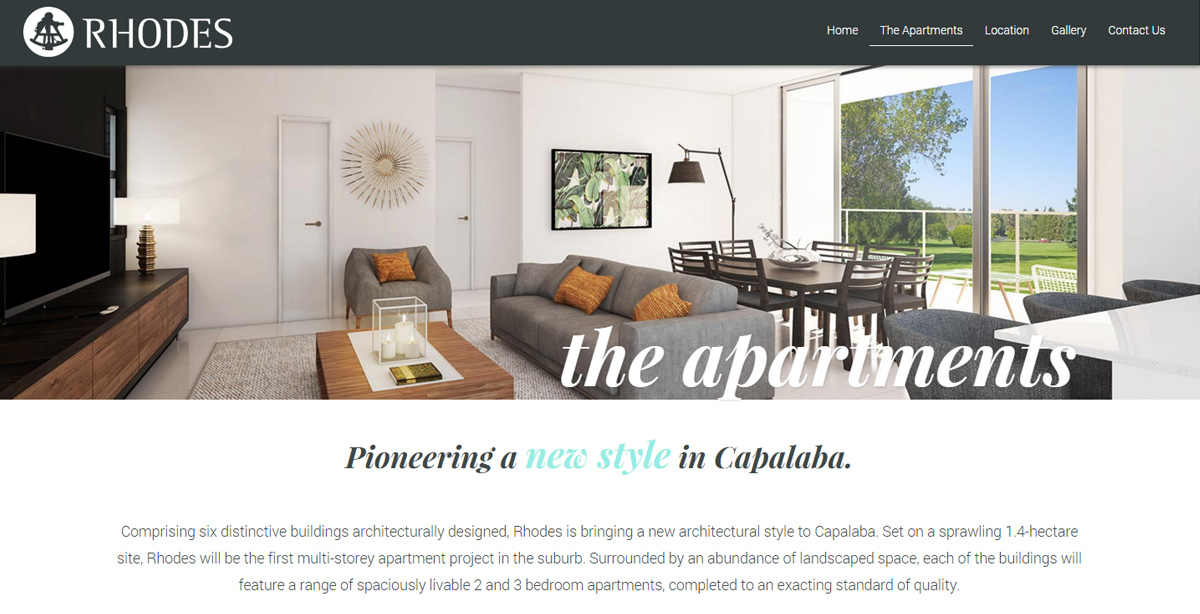 RHODES
Home The Apartments Location Gallery Contact Us
the apartments
Pioneering a new style in Capalaba.
Comprising six distinctive buildings architecturally designed, Rhodes is bringing a new architectural style to Capalaba. Set on a sprawling 1.4-hectare
site, Rhodes will be the first multi-storey apartment project in the suburb. Surrounded by an abundance of landscaped space, each of the buildings will
feature a range of spaciously livable 2 and 3 bedroom apartments, completed to an exacting standard of quality.